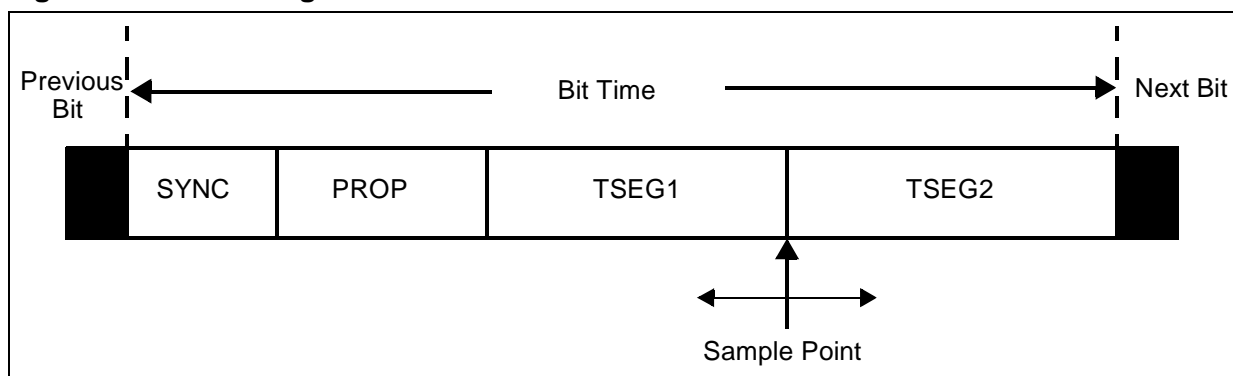 Previous
Bit
Bit Time
Next Bit
SYNC
PROP
TSEG1
TSEG2
Sample Point